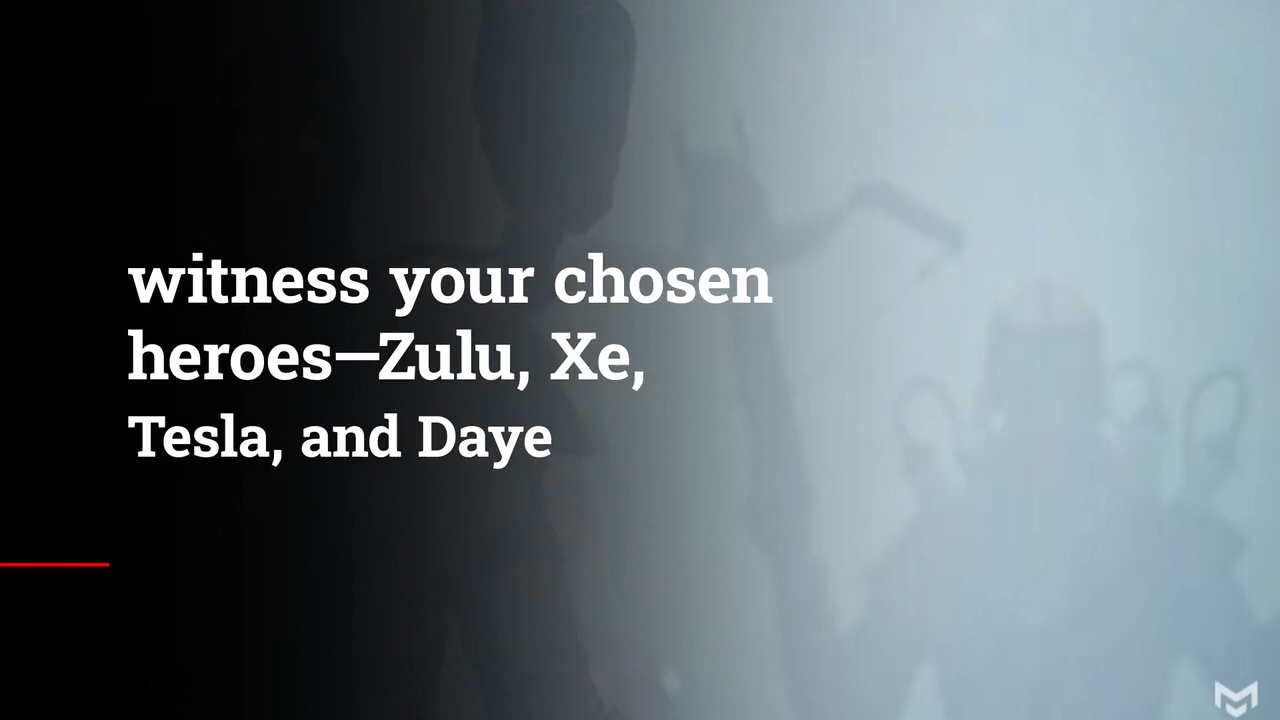 witness your chosen
heroes—Zulu, Xe,
Tesla, and Daye